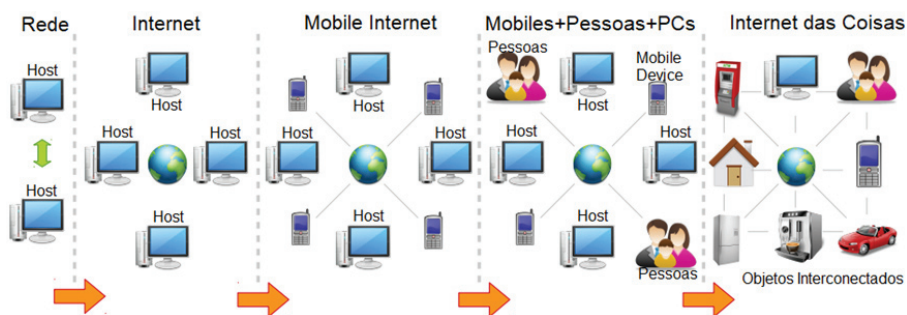 Rede
Host
Host
Internet
Host
Host
Host
Host
Mobile Internet
Host
Host
Host
Host
Mobiles+Pessoas+PCs
Pessoas
Host
Mobile
Device
Host
Host
Host
Pessoas
Internet das Coisas
Objetos Interconectados